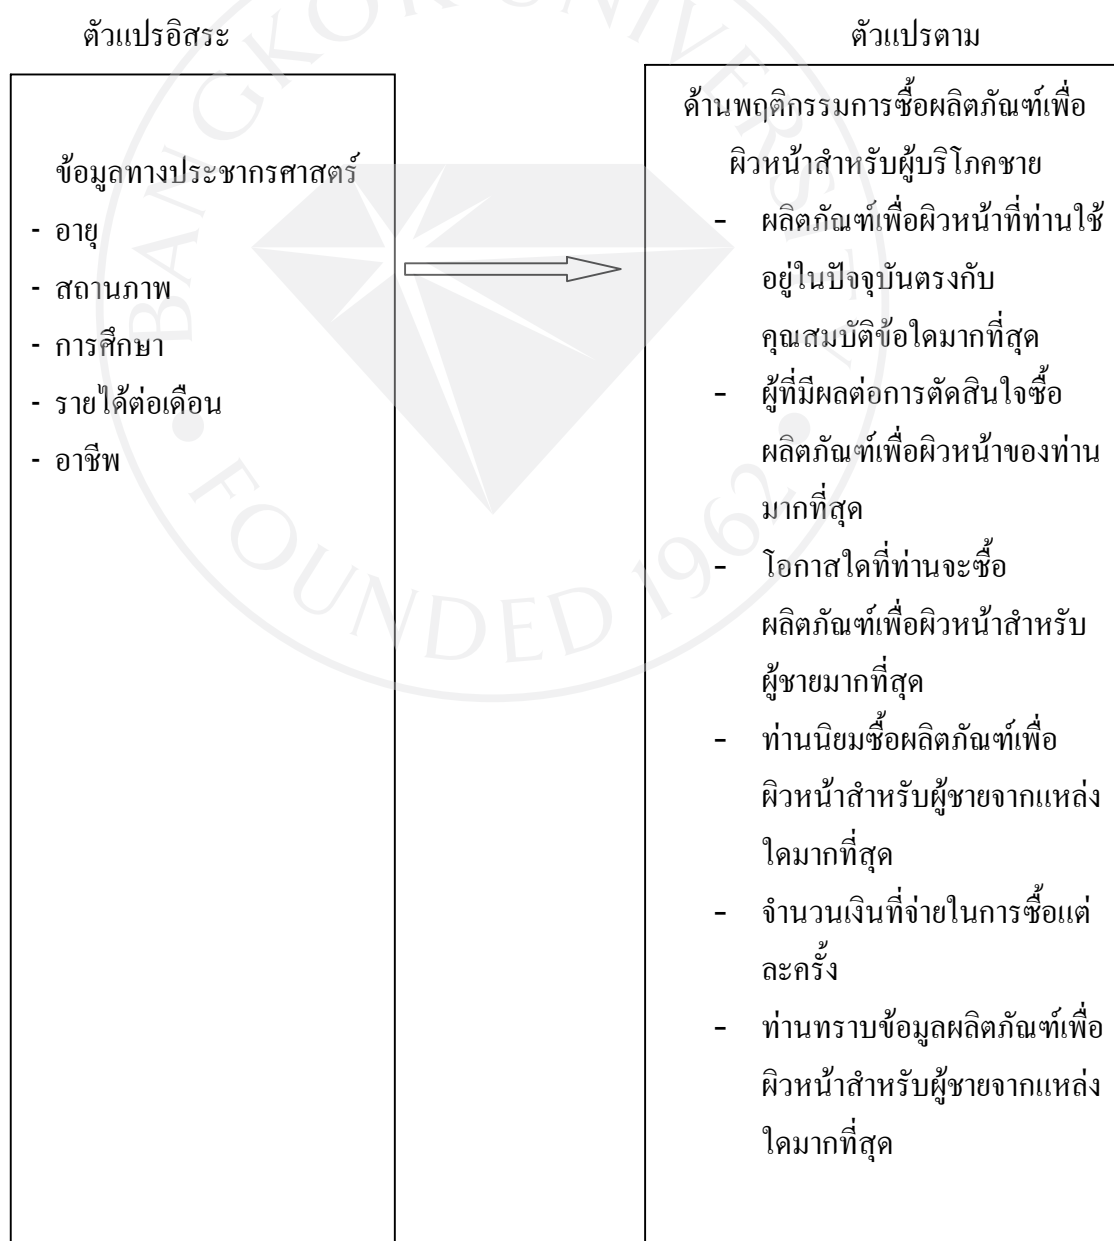 ตัวแปรอิสระ
ข้อมูลทางประชากรศาสตร์
- อายุ
- สถานภาพ
- การศึกษา
- รายได้ต่อเดือน
- อาชีพ
ตัวแปรตาม
ด้านพฤติกรรมการซื้อผลิตภัณฑ์เพื่อ
ผิวหน้าสำหรับผู้บริโภคชาย
- ผลิตภัณฑ์เพื่อผิวหน้าที่ท่านใช้
อยู่ในปัจจุบันตรงกับ
คุณสมบัติข้อใดมากที่สุด
- ผู้ที่มีผลต่อการตัดสินใจซื้อ
ผลิตภัณฑ์เพื่อผิวหน้าของท่าน
มากที่สุด
- โอกาสใดที่ท่านจะซื้อ
ผลิตภัณฑ์เพื่อผิวหน้าสำหรับ
ผู้ชายมากที่สุด
- ท่านนิยมซื้อผลิตภัณฑ์เพื่อ
ผิวหน้าสำหรับผู้ชายจากแหล่ง
ใดมากที่สุด
- จำนวนเงินที่จ่ายในการซื้อแต่
ละครั้ง
- ท่านทราบข้อมูลผลิตภัณฑ์เพื่อ
ผิวหน้าสำหรับผู้ชายจากแหล่ง
ใดมากที่สุด
BANGKOK UNIVERSITY
FOUNDED 1962